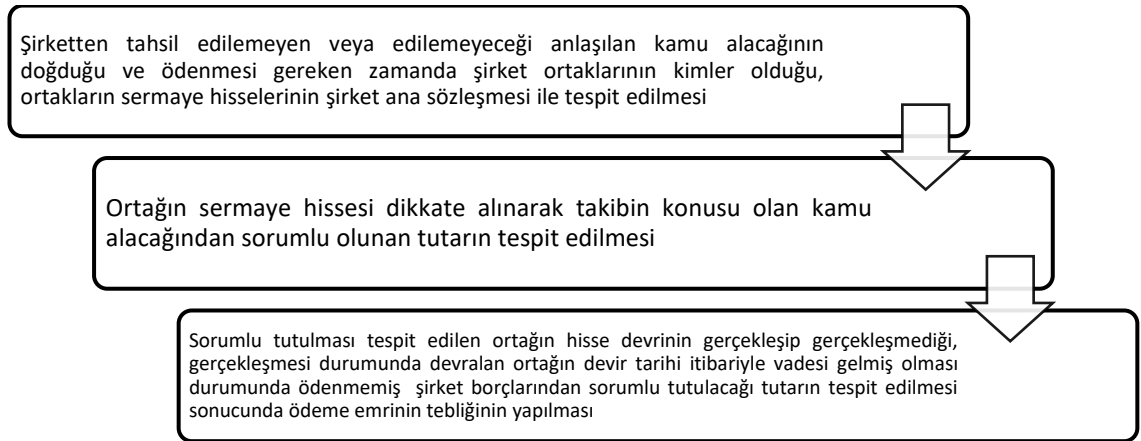 Şirketten tahsil edilemeyen veya edilemeyeceği anlaşılan kamu alacağının
doğduğu ve ödenmesi gereken zamanda şirket ortaklarının kimler olduğu,
ortakların sermaye hisselerinin şirket ana sözleşmesi ile tespit edilmesi
Ortağın sermaye hissesi dikkate alınarak takibin konusu olan kamu
alacağından sorumlu olunan tutarın tespit edilmesi
Sorumlu tutulması tespit edilen ortağın hisse devrinin gerçekleşip gerçekleşmediği,
gerçekleşmesi durumunda devralan ortağın devir tarihi itibariyle vadesi gelmiş olması
durumunda ödenmemiş şirket borçlarından sorumlu tutulacağı tutarın tespit edilmesi
sonucunda ödeme emrinin tebliğinin yapılması